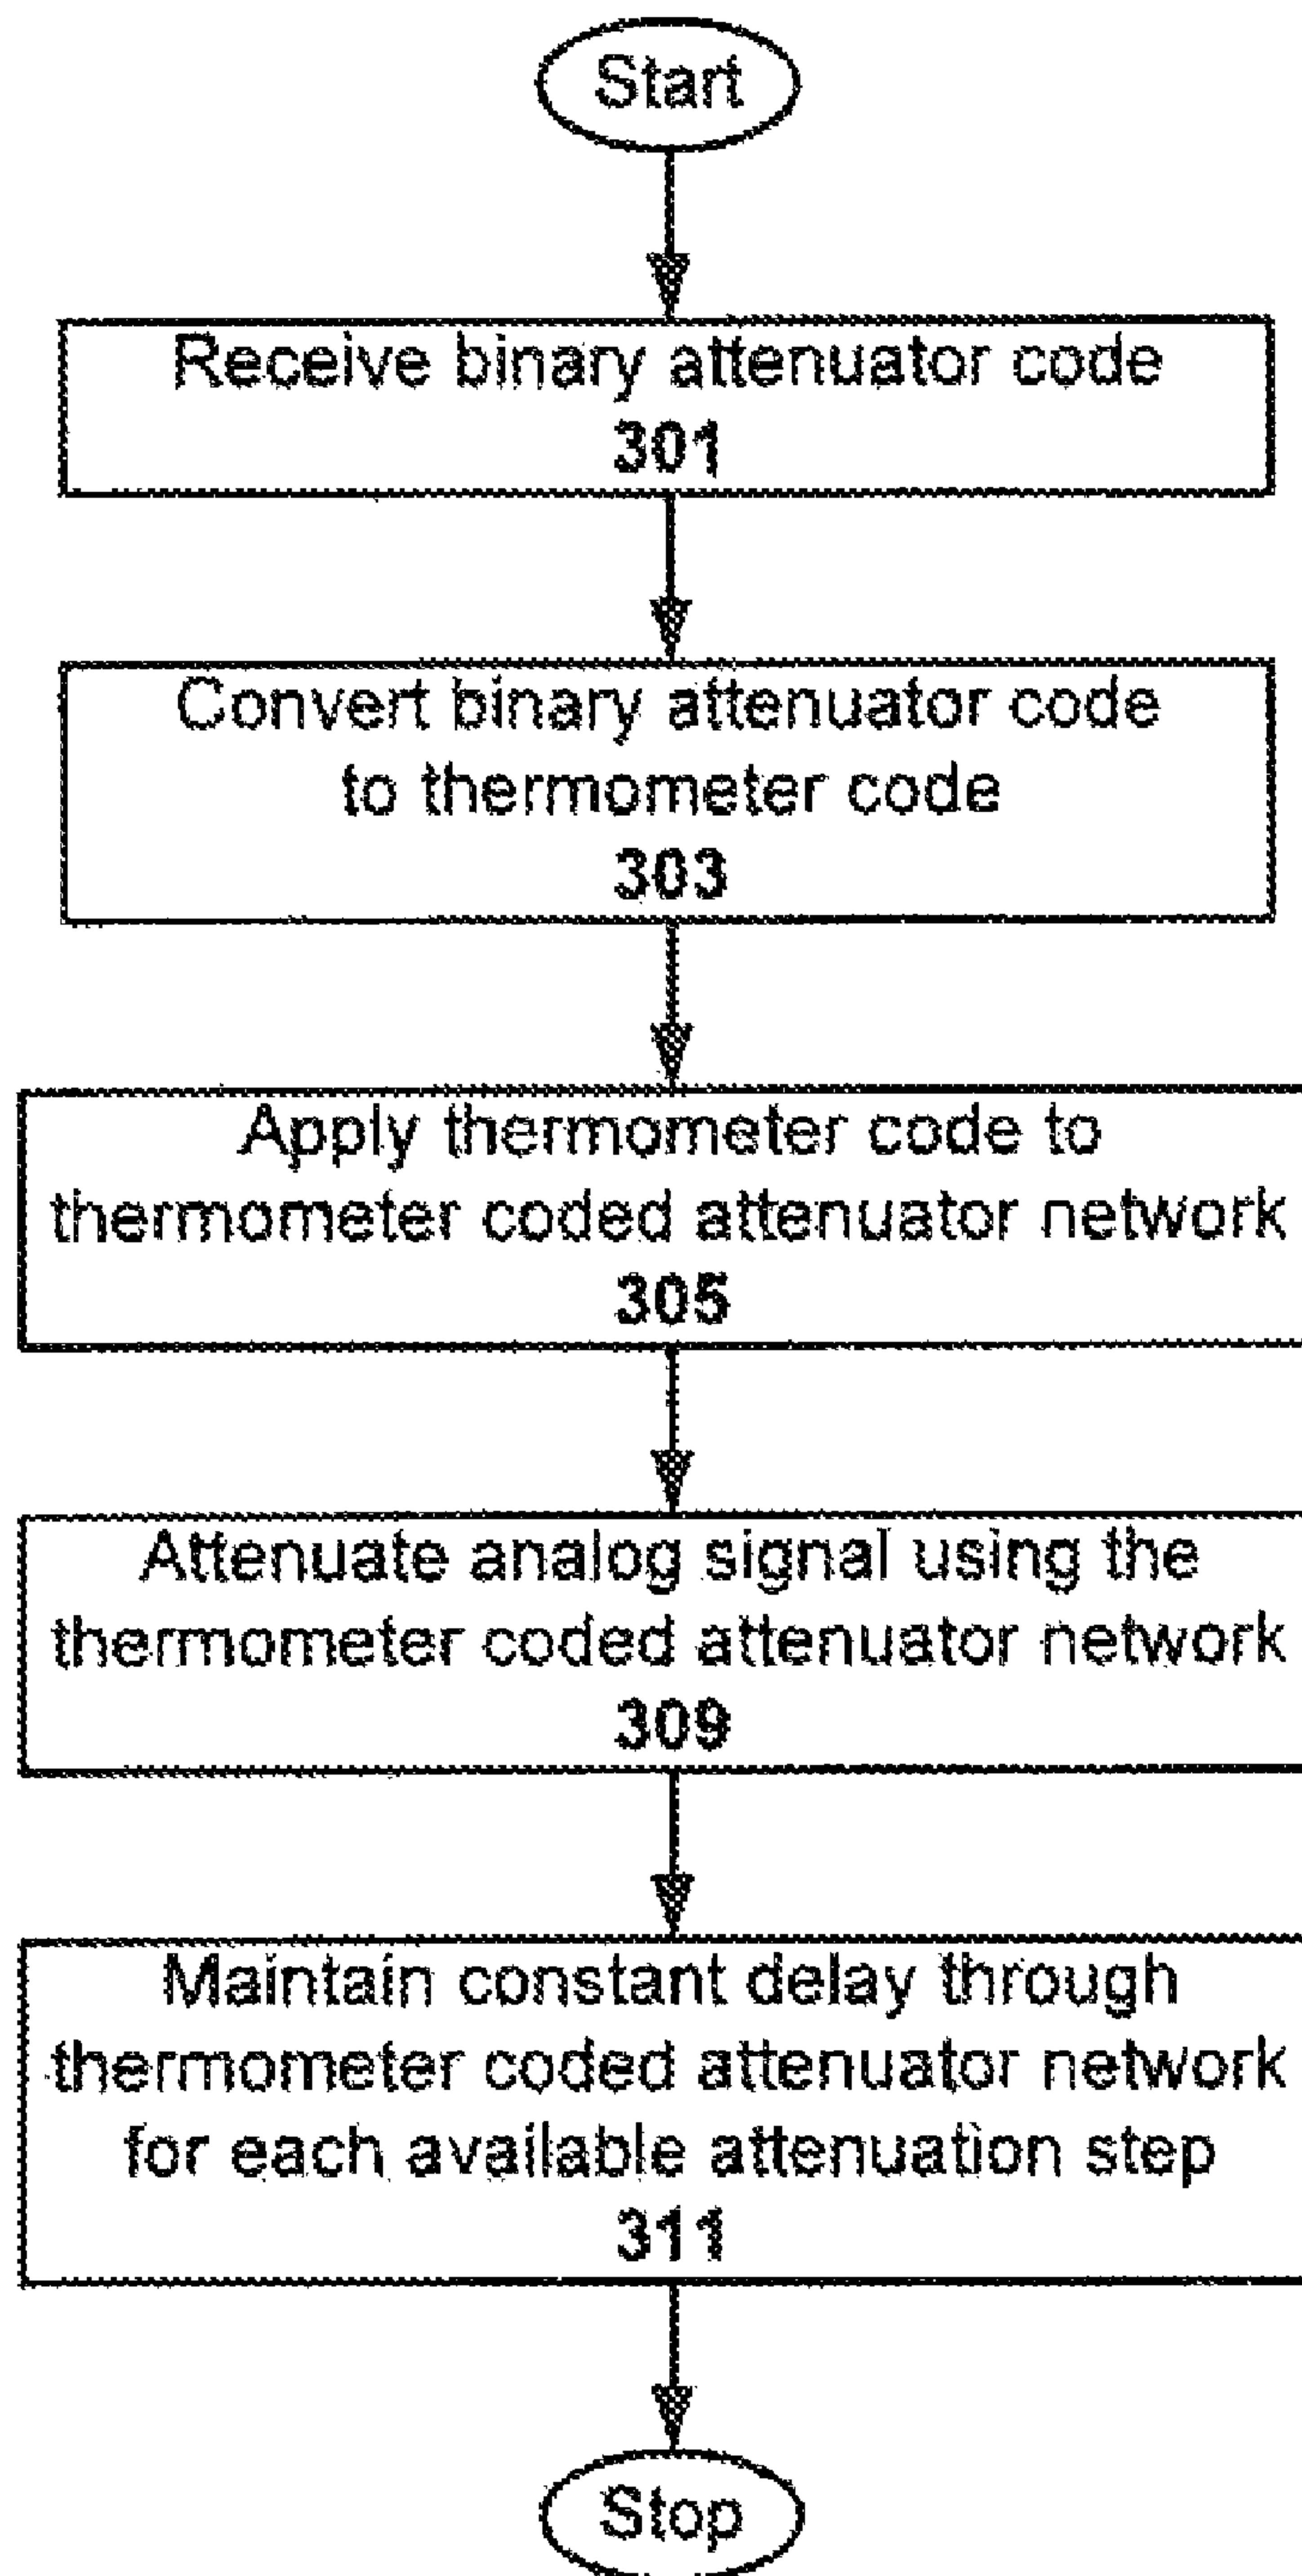 Start
Receive binary attenuator code
301
Convert binary attenuator code
to thermometer code
303
Apply thermometer code to
thermometer coded attenuator network
305
Attenuate analog signal using the
thermometer coded attenuator network
309
Maintain constant delay through
thermometer coded attenuator network
for each available attenuation step
311
Stop